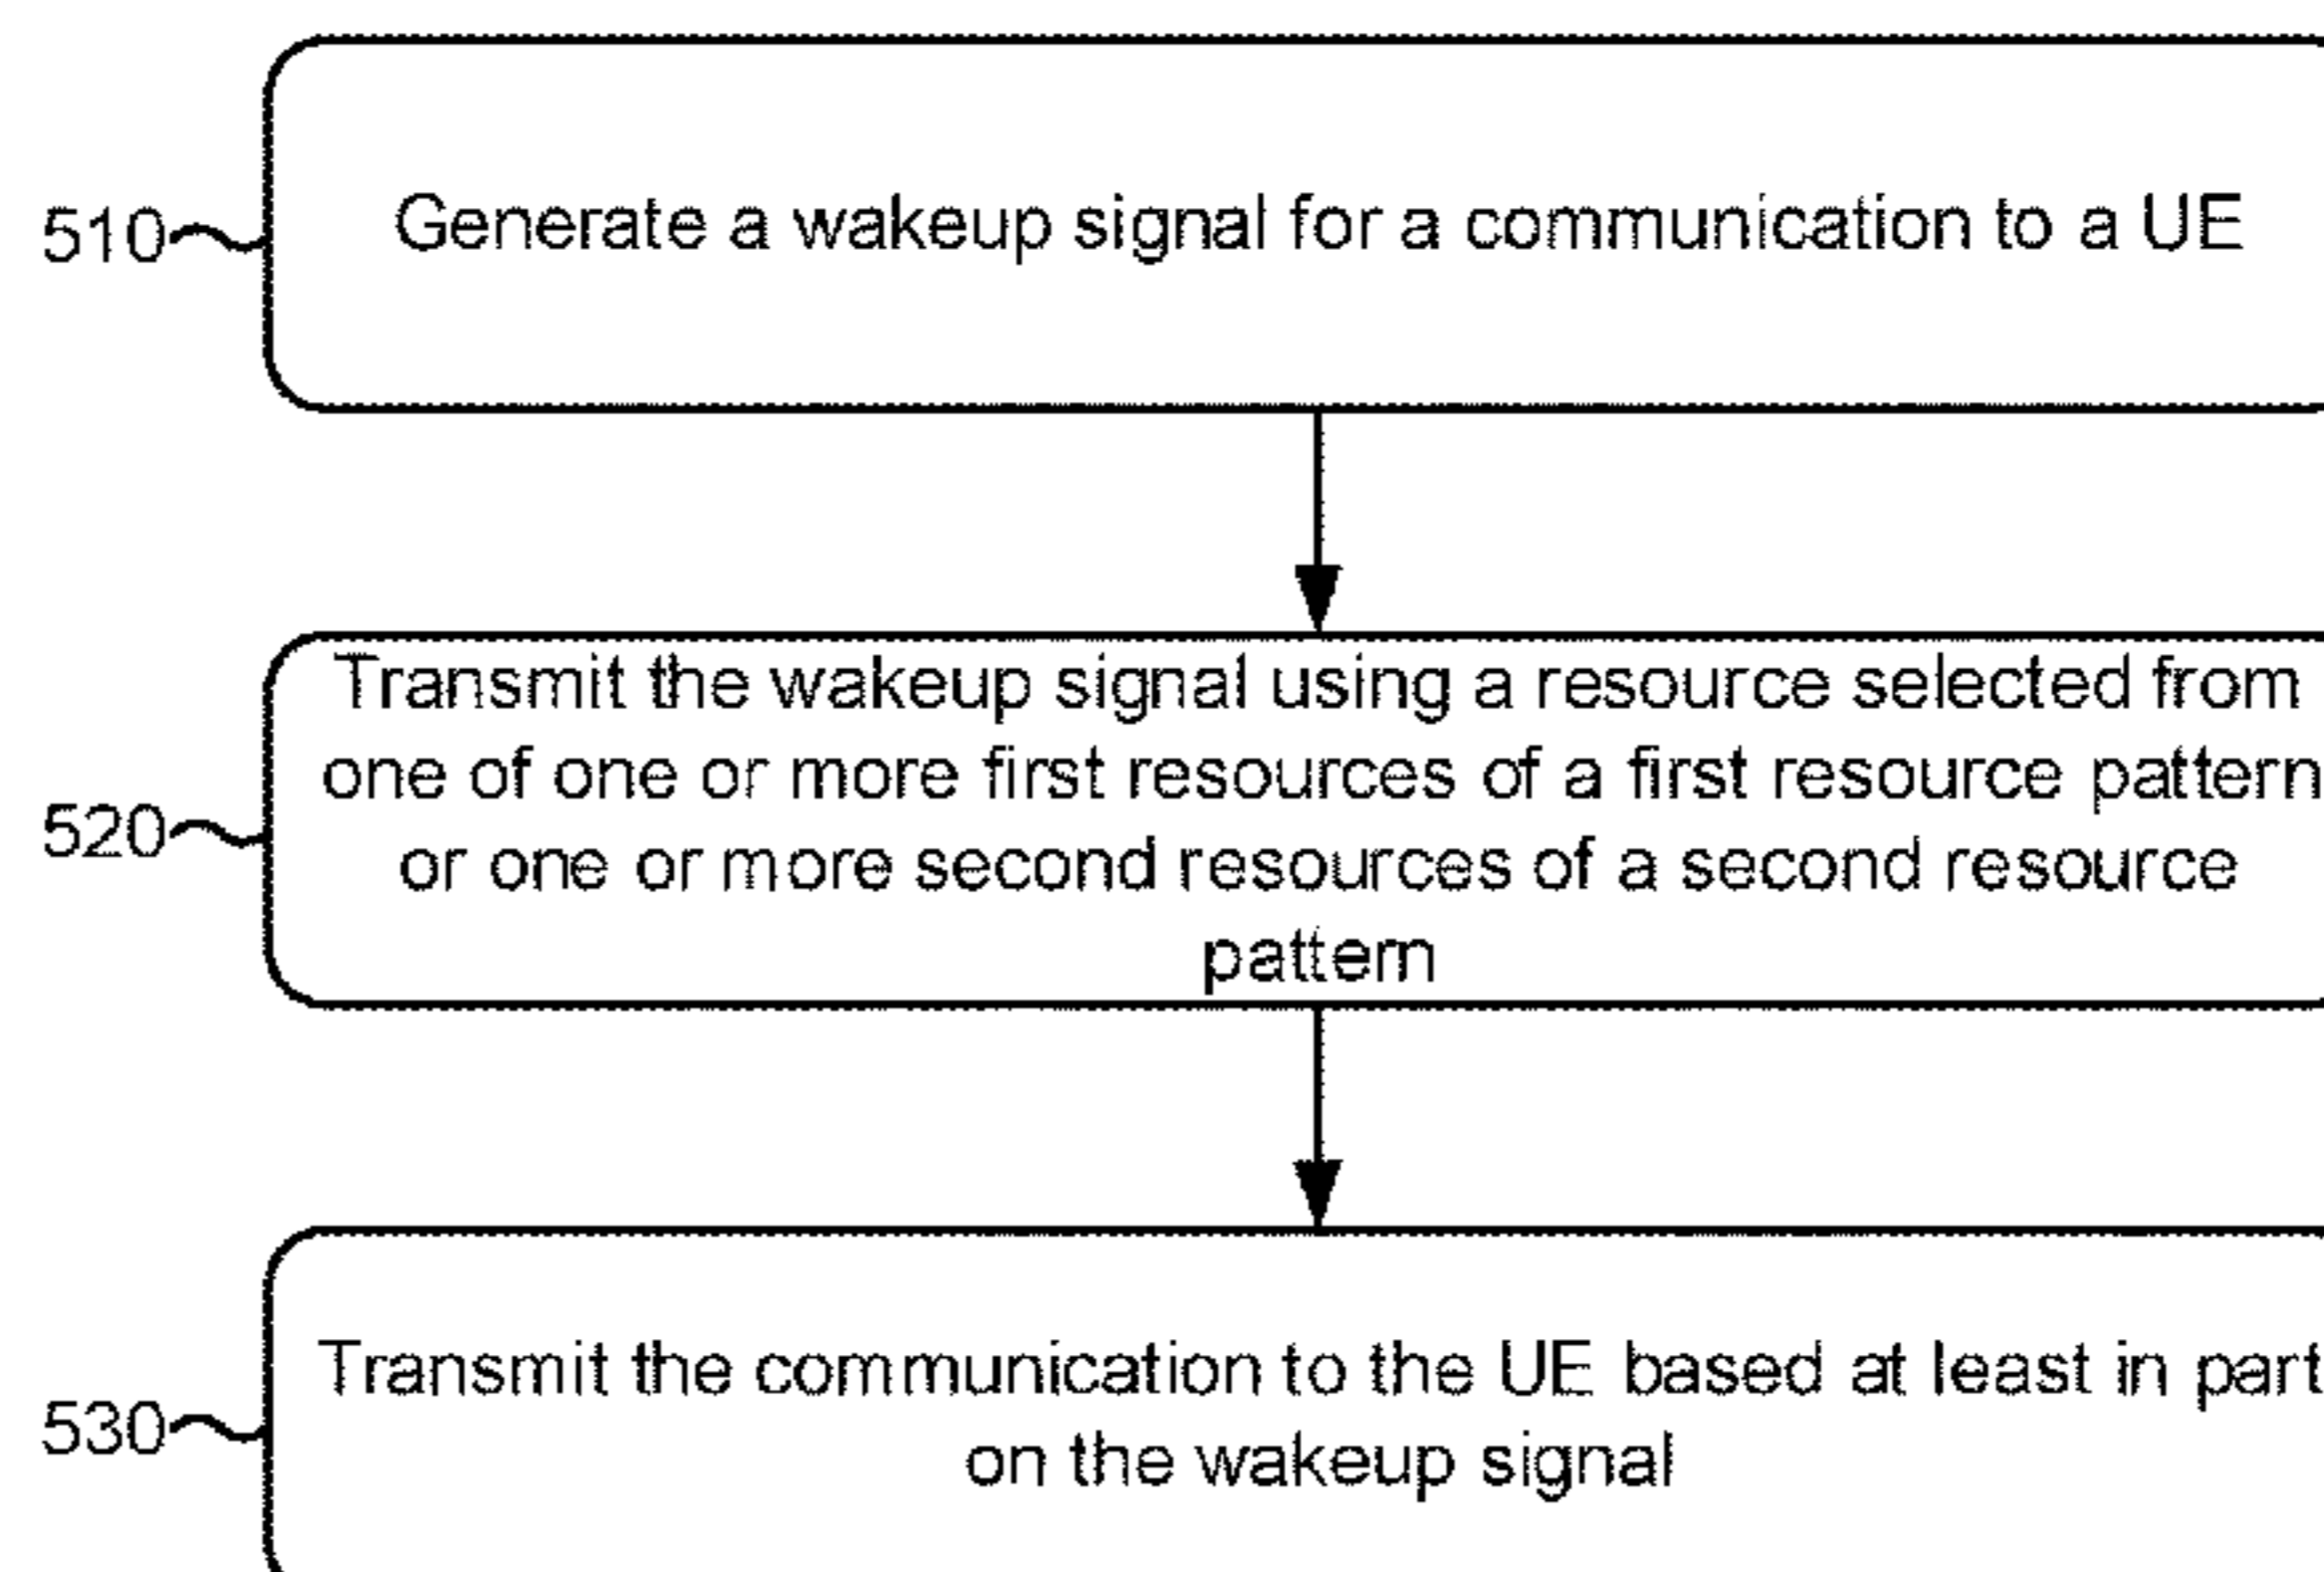 510
Generate a wakeup signal for a communication to a UE
Transmit the wakeup signal using a resource selected from
one of one or more first resources of a first resource pattern
520
or one or more second resources of a second resource
pattern
Transmit the communication to the UE based at least in part
530
on the wakeup signal